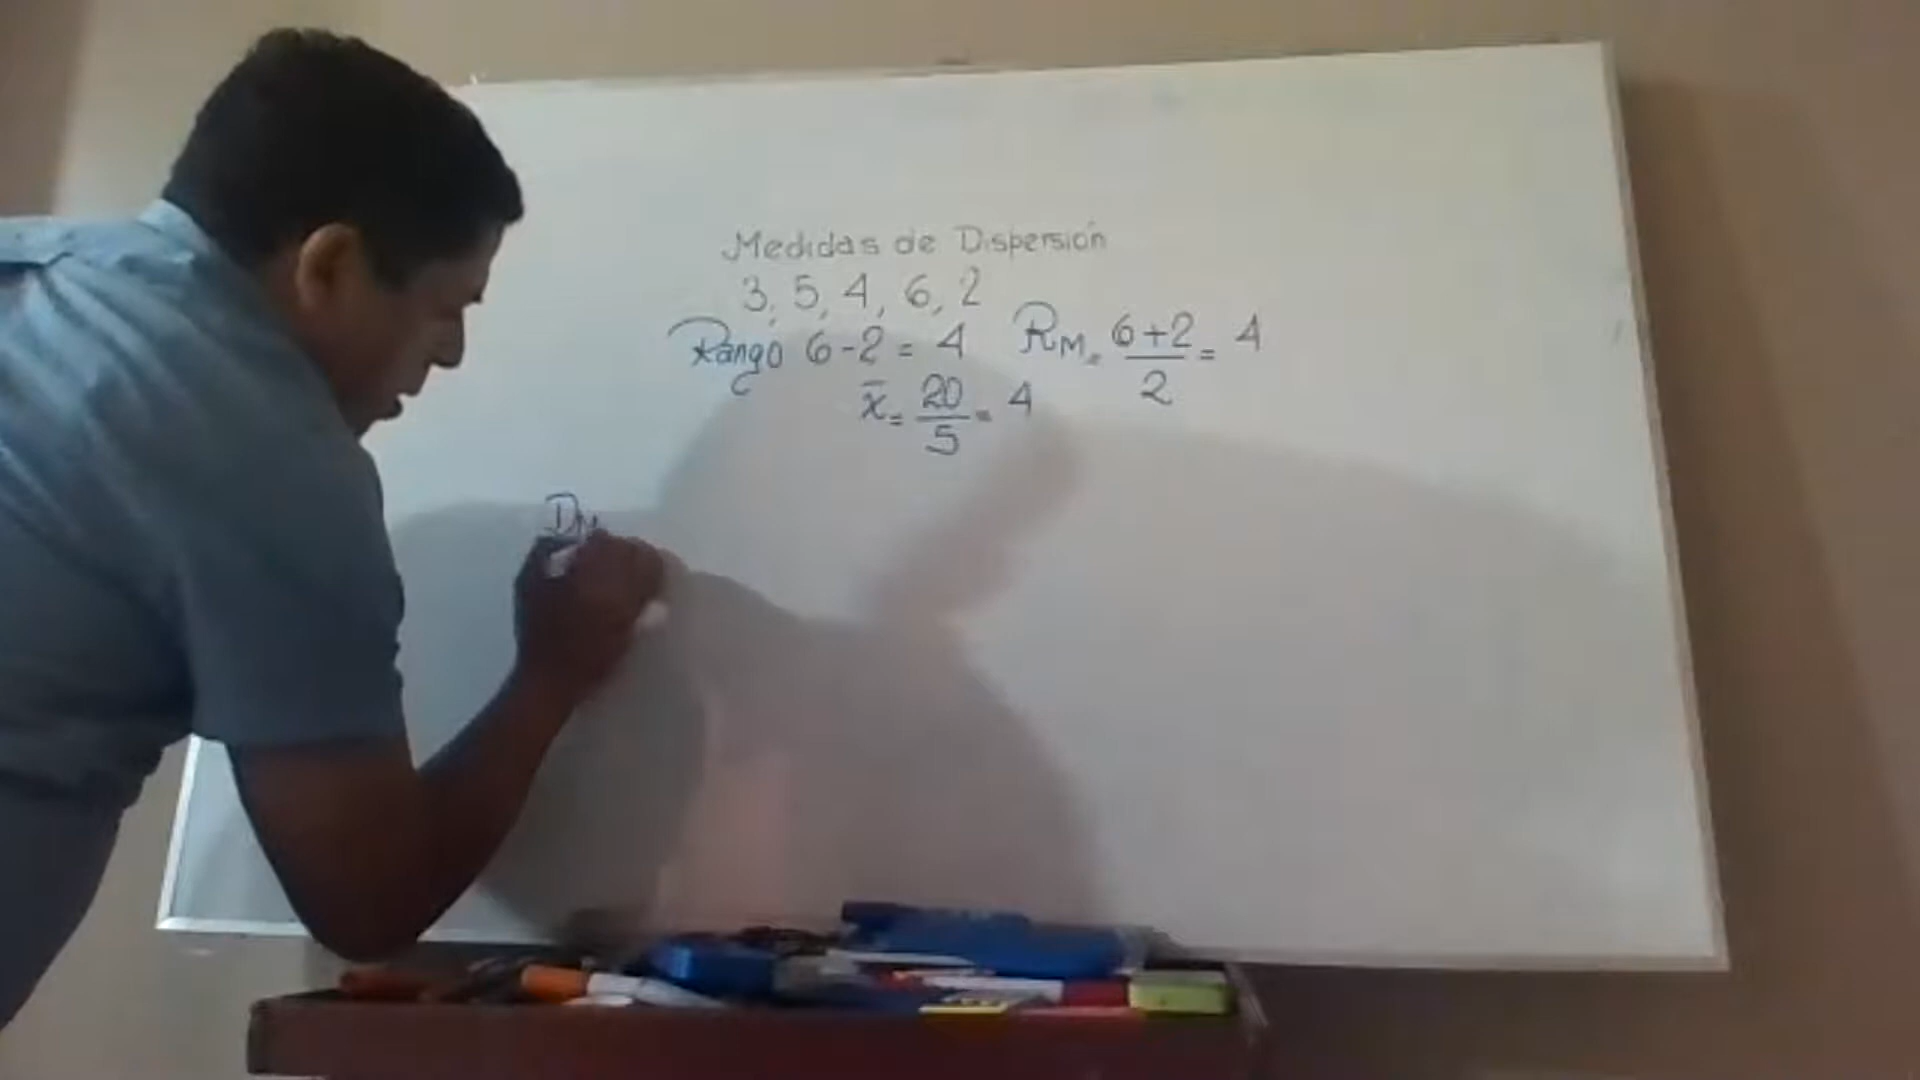 Medidas de Dispersión
3, 5, 4, 6, 2
Rango 6-2 = 4 RM = 6+2/2 = 4
x̄ = 20/5 = 4
DM